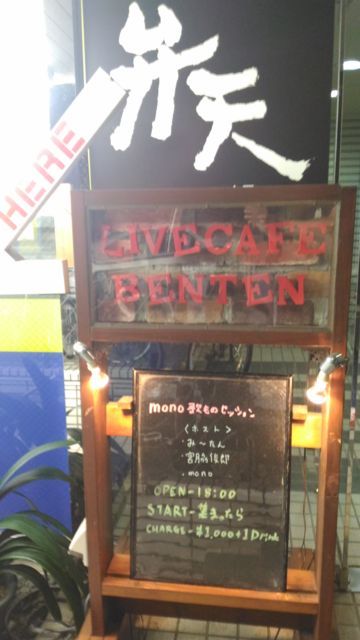 弁天
HERE
LIVECAFE
BENTEN
mono 歌ものセッション
〈ホスト〉
・み〜たん
・mono
OPEN-18:00
START-集まったら
CHARGE-¥1,000+1Drink